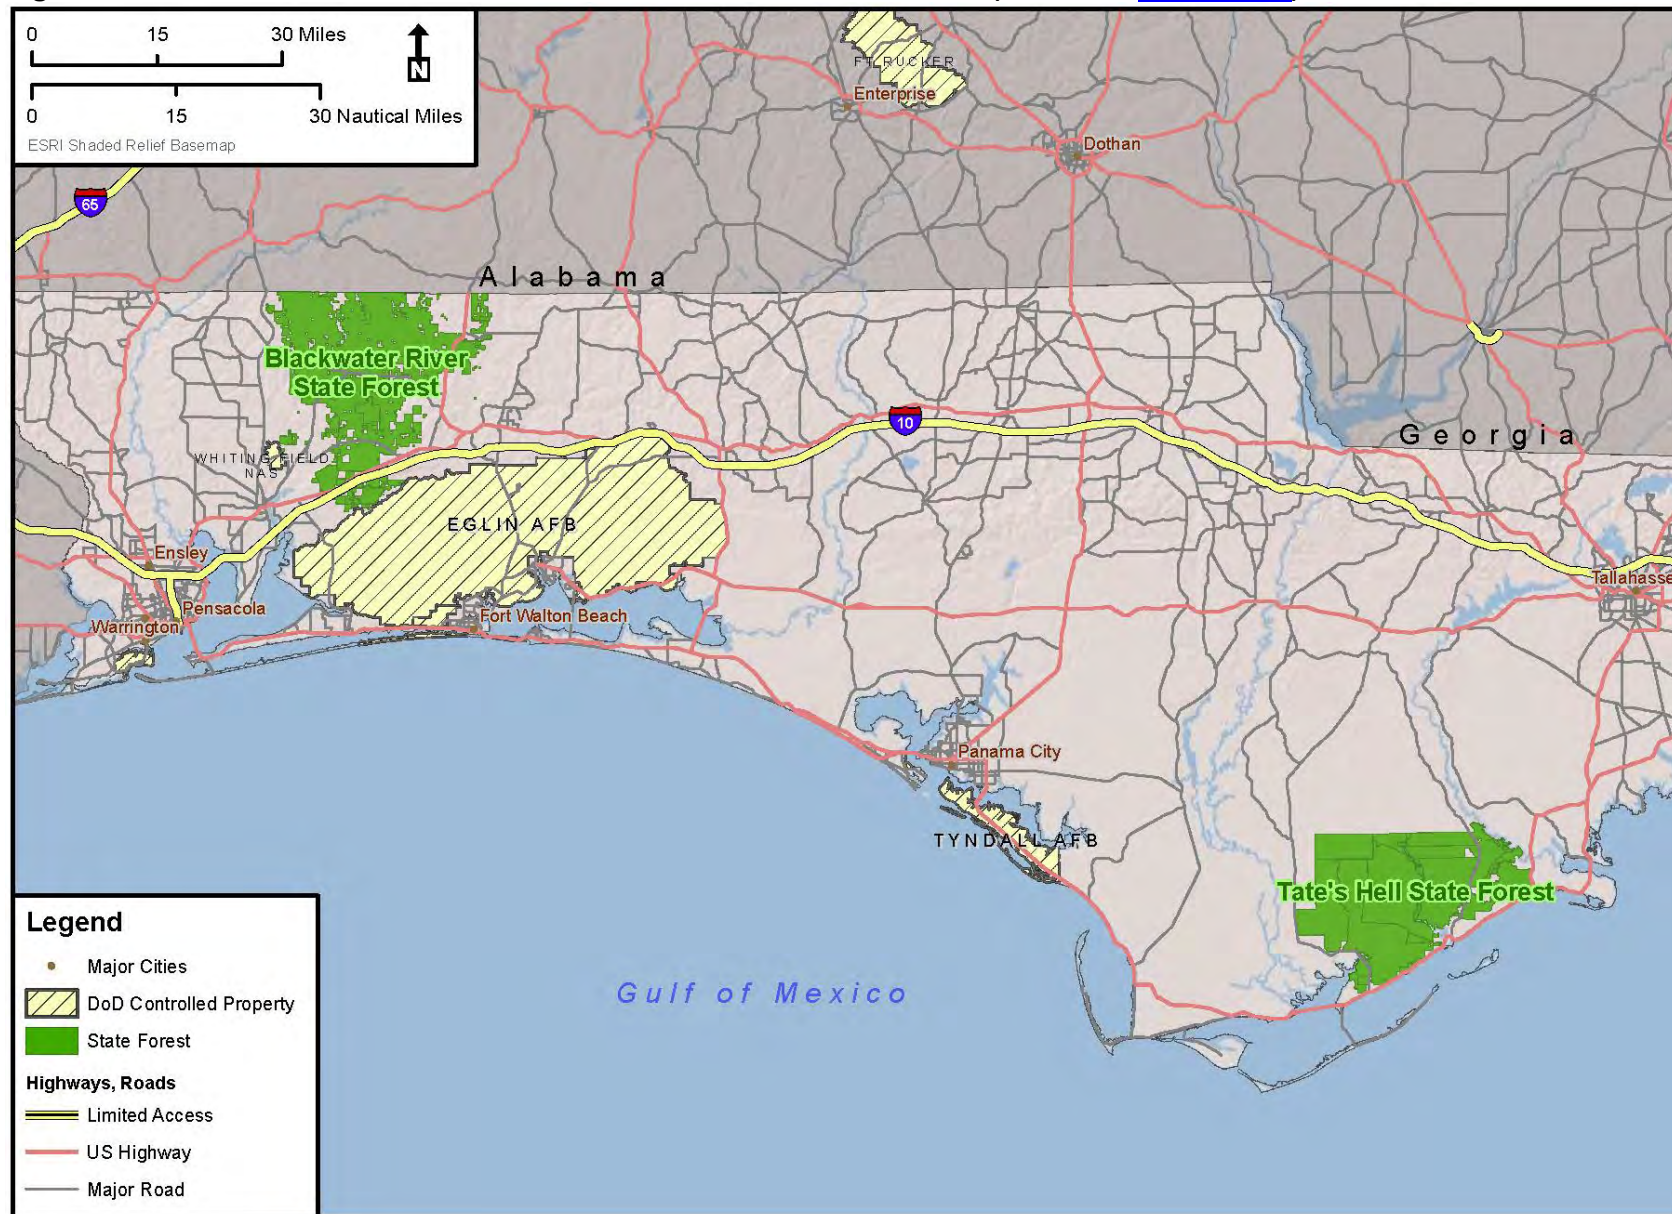 0 15 30 Miles
N
0 15 30 Nautical Miles
ESRI Shaded Relief Basemap
FT RUCKER
Enterprise
Dothan
65
Alabama
Blackwater River
State Forest
10
Georgia
WHITING FIELD
NAS
EGLIN AFB
Ensley
Tallahasse
Pensacola
Fort Walton Beach
Warrington
Panama City
TYNDALL AFB
Tate's Hell State Forest
Gulf of Mexico
Legend
Major Cities
DoD Controlled Property
State Forest
Highways, Roads
Limited Access
US Highway
Major Road